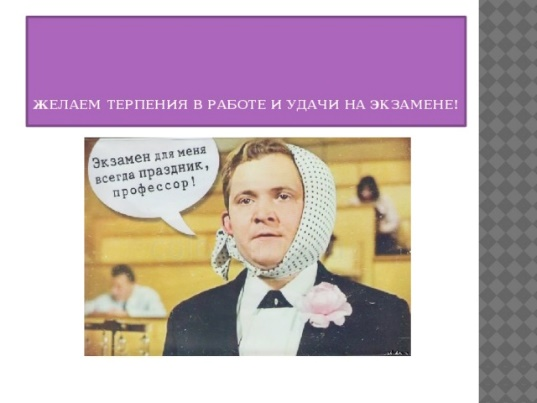 ЖЕЛАЕМ ТЕРПЕНИЯ В РАБОТЕ И УДАЧИ НА ЭКЗАМЕНЕ!
Экзамен для меня
всегда праздник,
профессор!